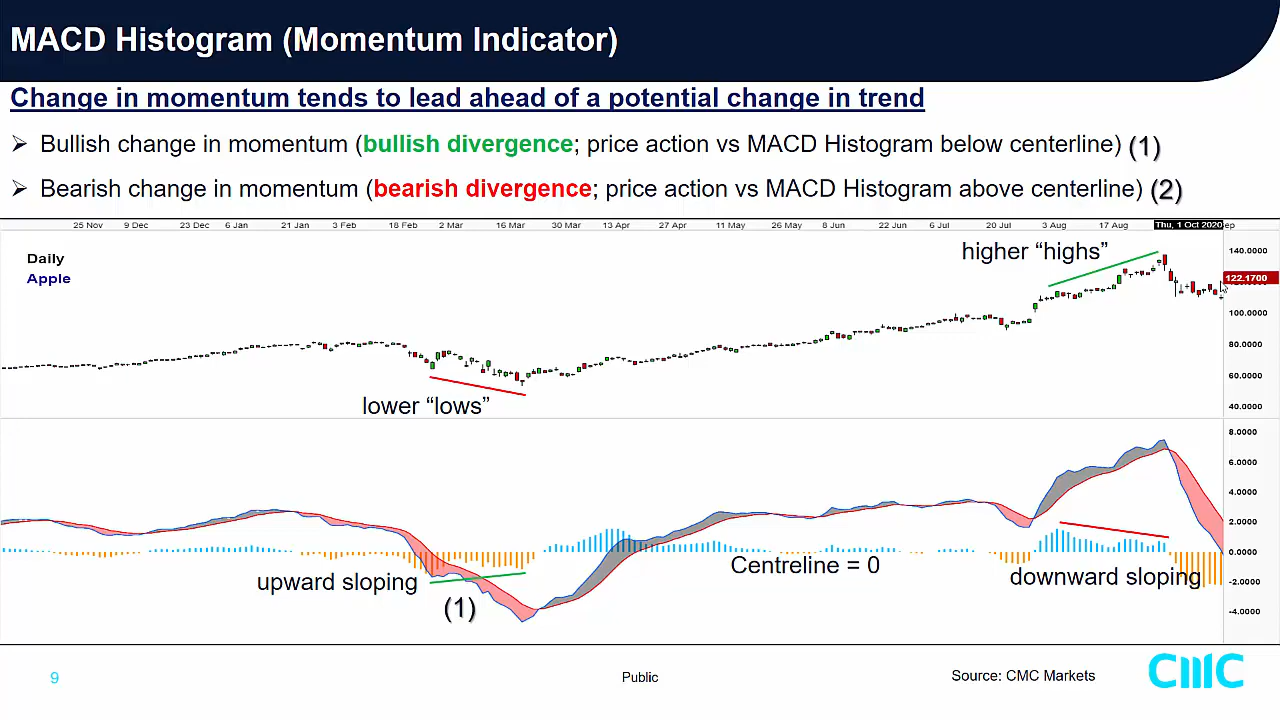 MACD Histogram (Momentum Indicator)
Change in momentum tends to lead ahead of a potential change in trend
➢ Bullish change in momentum (bullish divergence; price action vs MACD Histogram below centerline) (1)
➢ Bearish change in momentum (bearish divergence; price action vs MACD Histogram above centerline) (2)
25 Nov 9 Dec 23 Dec 6 Jan 21 Jan 3 Feb 18 Feb 2 Mar 16 Mar 30 Mar 13 Apr 27 Apr 11 May 26 May 8 Jun 22 Jun 6 Jul 20 Jul 3 Aug 17 Aug Thu, 1 Oct 2020 ep
higher “highs”
140.0000
Daily
Apple
122.1700
100.0000
80.0000
60.0000
lower “lows”
40.0000
8.0000
6.0000
4.0000
2.0000
0.0000
Centreline = 0
upward sloping
downward sloping
-2.0000
(1)
-4.0000
9
Public
Source: CMC Markets
CMC